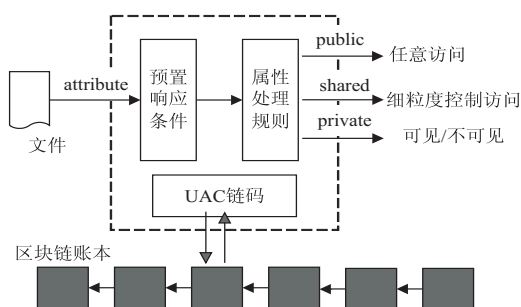 public
任意访问
attribute
预置
响应
条件
属性
处理
规则
shared
细粒度控制访问
private
可见/不可见
文件
UAC链码
区块链账本